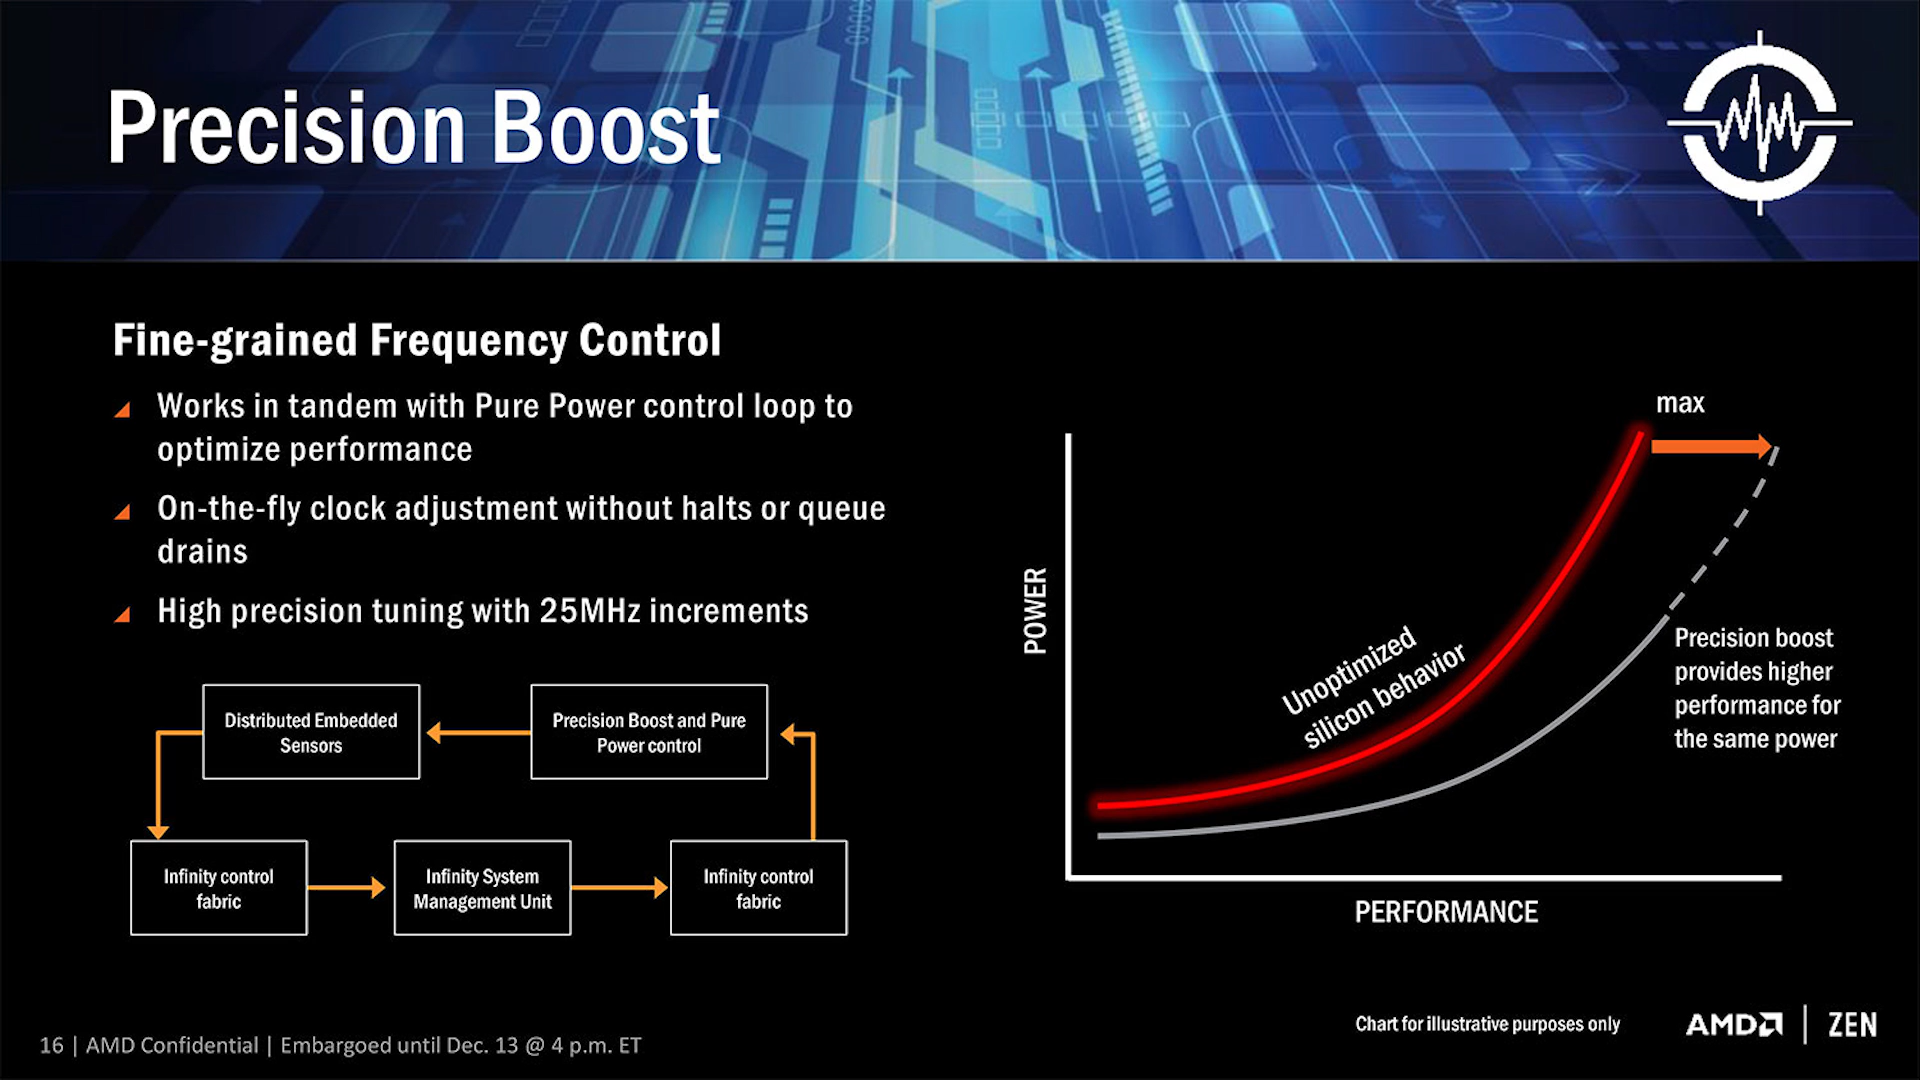 Precision Boost
Fine-grained Frequency Control
Works in tandem with Pure Power control loop to
optimize performance
On-the-fly clock adjustment without halts or queue
drains
High precision tuning with 25MHz increments
Distributed Embedded
Sensors
Precision Boost and Pure
Power control
Infinity control
fabric
Infinity System
Management Unit
Infinity control
fabric
max
POWER
Unoptimized
silicon behavior
Precision boost
provides higher
performance for
the same power
PERFORMANCE
Chart for illustrative purposes only
AMD | ZEN
16 | AMD Confidential | Embargoed until Dec. 13 @ 4 p.m. ET